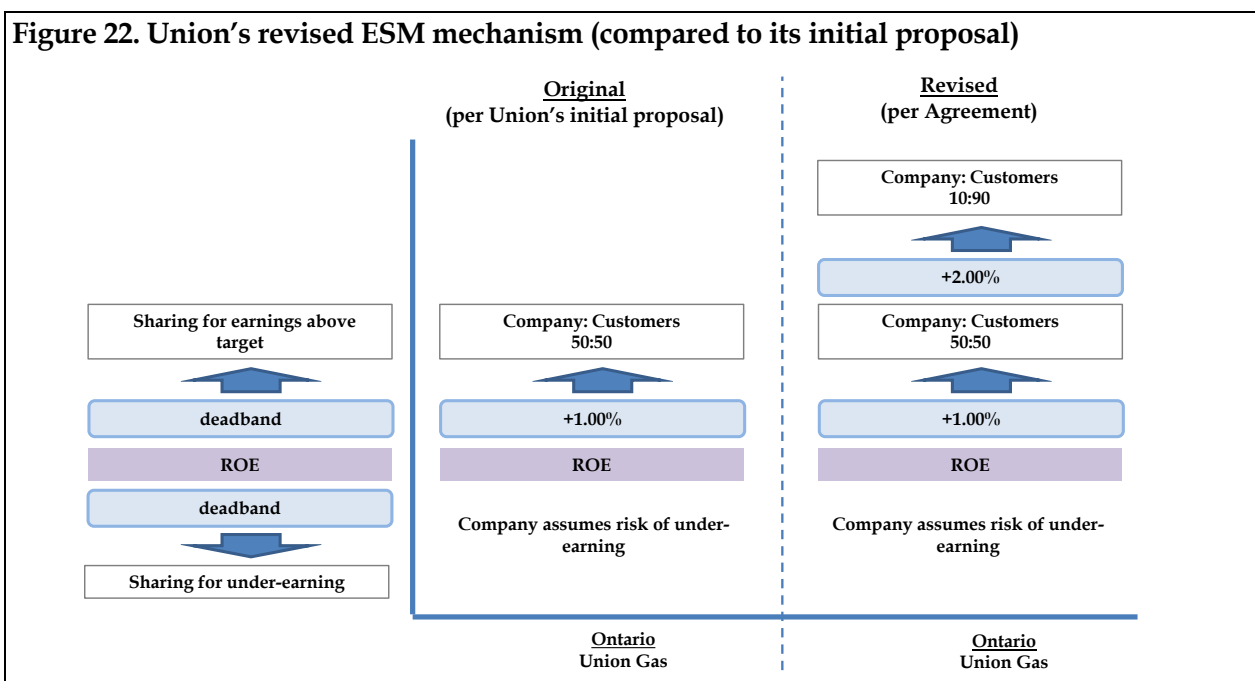 Figure 22. Union's revised ESM mechanism (compared to its initial proposal)
Original
(per Union's initial proposal)
Revised
(per Agreement)
Company: Customers
10:90
+2.00%
Sharing for earnings above
target
Company: Customers
50:50
Company: Customers
50:50
deadband
+1.00%
+1.00%
ROE
ROE
ROE
deadband
Company assumes risk of under-
earning
Company assumes risk of under-
earning
Sharing for under-earning
Ontario
Union Gas
Ontario
Union Gas